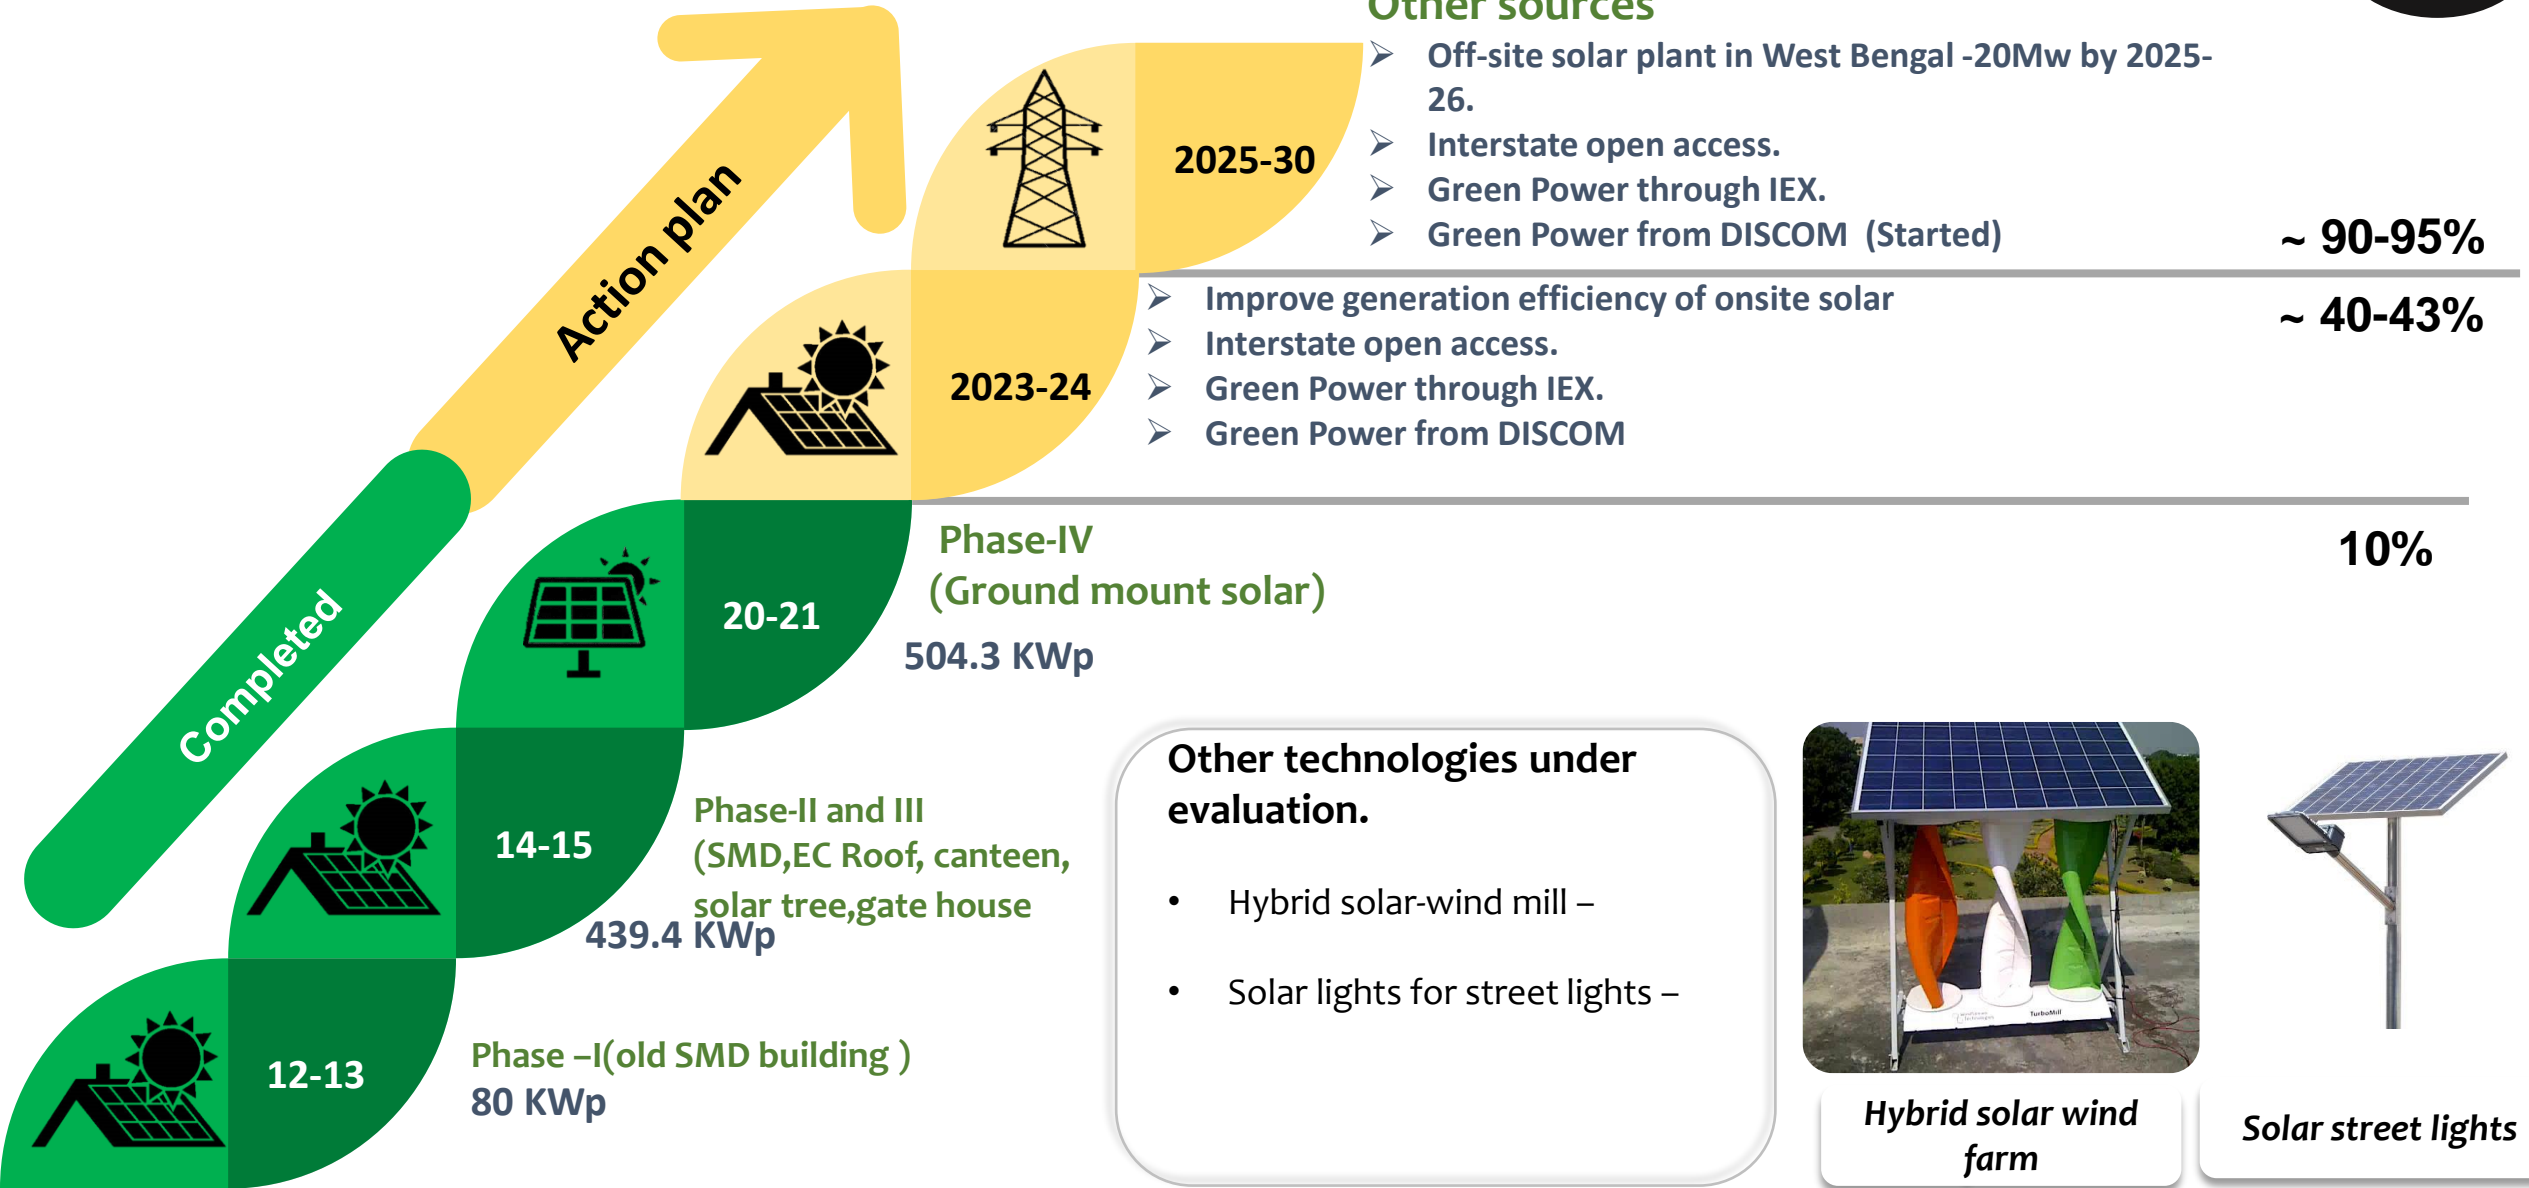 Other sources
➢ Off-site solar plant in West Bengal -20Mw by 2025-
26.
➢ Interstate open access.
➢ Green Power through IEX.
➢ Green Power from DISCOM (Started)
~ 90-95%
2025-30
Action plan
➢ Improve generation efficiency of onsite solar
➢ Interstate open access.
➢ Green Power through IEX.
➢ Green Power from DISCOM
~ 40-43%
2023-24
Phase-IV
(Ground mount solar)
504.3 KWp
10%
20-21
Completed
Phase-II and III
(SMD,EC Roof, canteen,
solar tree,gate house
439.4 KWp
14-15
Phase –I(old SMD building )
80 KWp
12-13
Other technologies under
evaluation.
• Hybrid solar-wind mill –
• Solar lights for street lights –
TurboMill
Hybrid solar wind
farm
Solar street lights